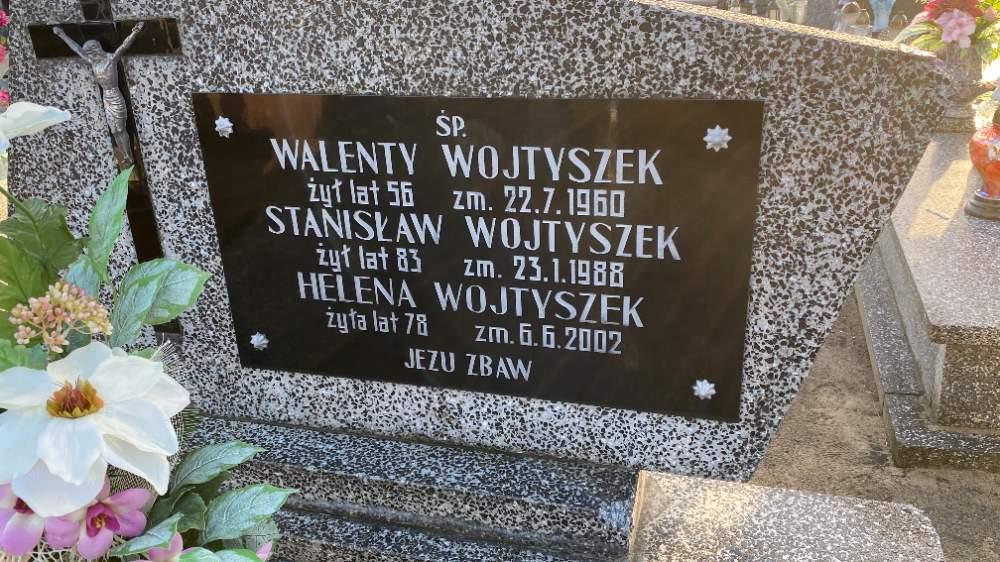 ŚP.
WALENTY WOJTYSZEK
żył lat 56 zm. 22.7.1960
STANISŁAW WOJTYSZEK
żył lat 83 zm. 23.1.1988
HELENA WOJTYSZEK
żyła lat 78 zm. 6.6.2002
JEZU ZBAW